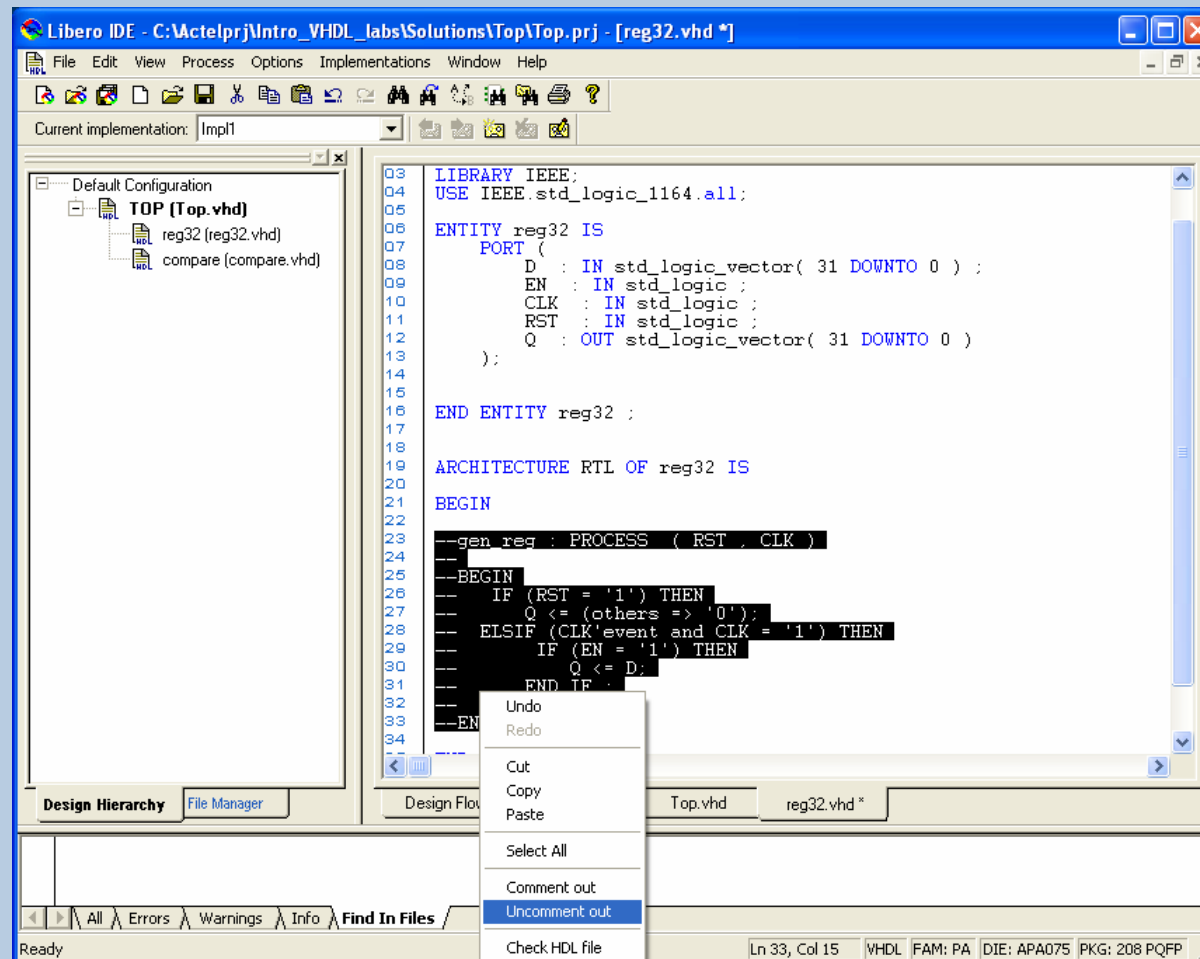 Libero IDE - C:\Actelprj\Intro_VHDL_labs\Solutions\Top\Top.prj - [reg32.vhd *]
File Edit View Process Options Implementations Window Help
Current implementation: Impl1
Default Configuration
TOP (Top.vhd)
reg32 (reg32.vhd)
compare (compare.vhd)
03 LIBRARY IEEE;
04 USE IEEE.std_logic_1164.all;
05
06 ENTITY reg32 IS
07 PORT (
08 D : IN std_logic_vector( 31 DOWNTO 0 ) ;
09 EN : IN std_logic ;
10 CLK : IN std_logic ;
11 RST : IN std_logic ;
12 Q : OUT std_logic_vector( 31 DOWNTO 0 )
13 );
14
15
16 END ENTITY reg32 ;
17
18
19 ARCHITECTURE RTL OF reg32 IS
20
21 BEGIN
22
23 --gen_reg : PROCESS ( RST , CLK )
24 --
25 --BEGIN
26 -- IF (RST = '1') THEN
27 -- Q <= (others => '0');
28 -- ELSIF (CLK'event and CLK = '1') THEN
29 -- IF (EN = '1') THEN
30 -- Q <= D;
31 -- END IF ;
32 --
33 --EN
34
Design Hierarchy File Manager
Design Flo Top.vhd reg32.vhd *
Undo
Redo
Cut
Copy
Paste
Select All
Comment out
Uncomment out
Check HDL file
All Errors Warnings Info Find In Files
Ready Ln 33, Col 15 VHDL FAM: PA DIE: APA075 PKG: 208 PQFP